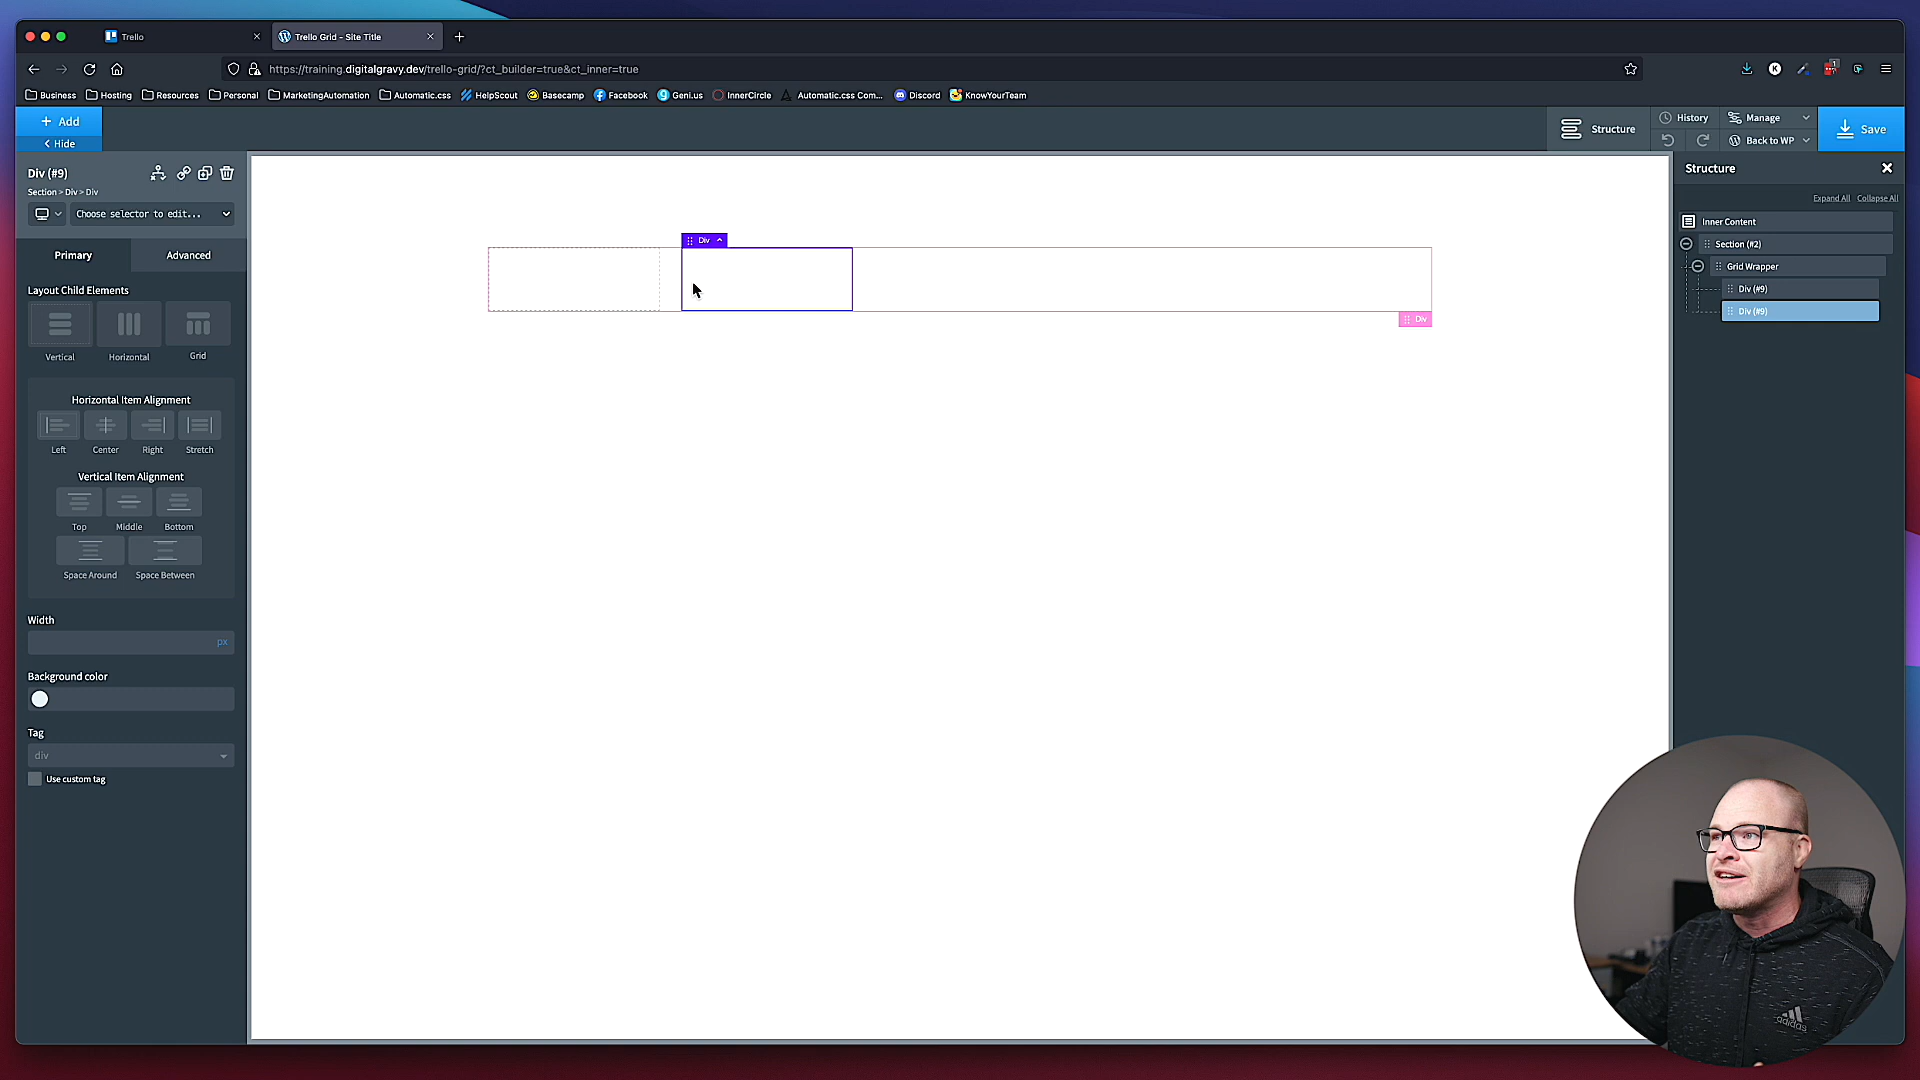 Trello
Trello Grid - Site Title
https://training.digitalgravy.dev/trello-grid/?ct_builder=true&ct_inner=true
1
Business
Hosting
Resources
Personal
MarketingAutomation
Automatic.css
HelpScout
Basecamp
Facebook
Geni.us
InnerCircle
Automatic.css Com...
Discord
KnowYourTeam
+ Add
Hide
Structure
History
Manage
Back to WP
Save
Div (#9)
Section > Div > Div
Choose selector to edit...
Primary
Advanced
Layout Child Elements
Vertical
Horizontal
Grid
Horizontal Item Alignment
Left
Center
Right
Stretch
Vertical Item Alignment
Top
Middle
Bottom
Space Around
Space Between
Width
px
Background color
Tag
div
Use custom tag
Div
Div
Structure
Expand All
Collapse All
Inner Content
Section (#2)
Grid Wrapper
Div (#9)
Div (#9)
adidas